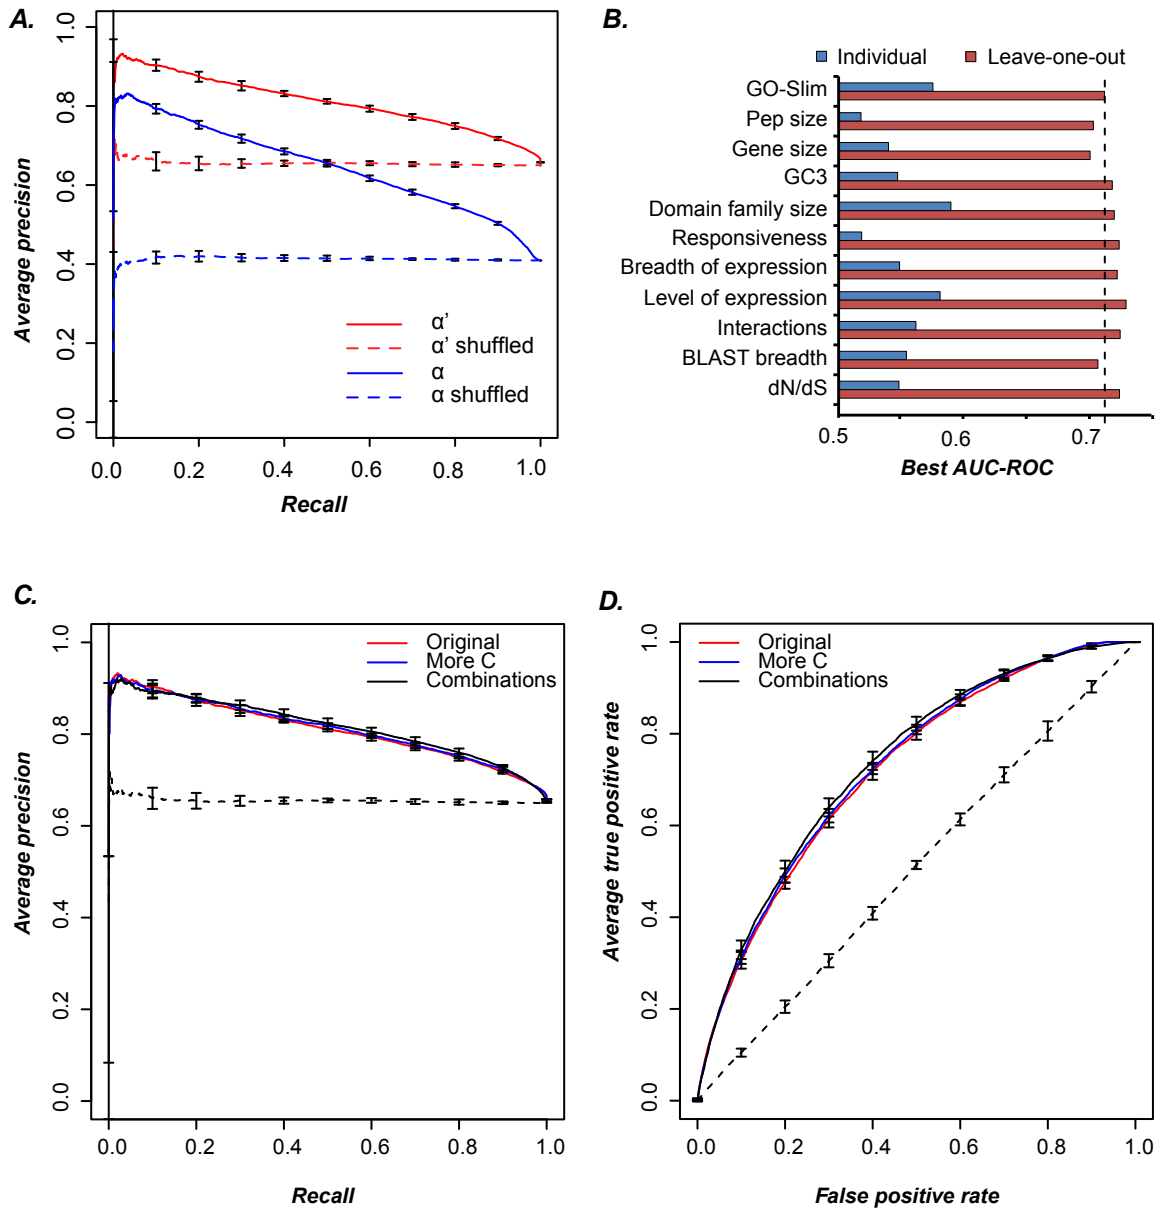 A.
1.0
0.8
0.6
0.4
0.2
0.0
Average precision
α’
α’ shuffled
α
α shuffled
0.0 0.2 0.4 0.6 0.8 1.0
Recall
B.
Individual Leave-one-out
GO-Slim
Pep size
Gene size
GC3
Domain family size
Responsiveness
Breadth of expression
Level of expression
Interactions
BLAST breadth
dN/dS
0.5 0.6 0.7
Best AUC-ROC
C.
1.0
0.8
0.6
0.4
0.2
0.0
Average precision
Original
More C
Combinations
0.0 0.2 0.4 0.6 0.8 1.0
Recall
D.
1.0
0.8
0.6
0.4
0.2
0.0
Average true positive rate
Original
More C
Combinations
0.0 0.2 0.4 0.6 0.8 1.0
False positive rate